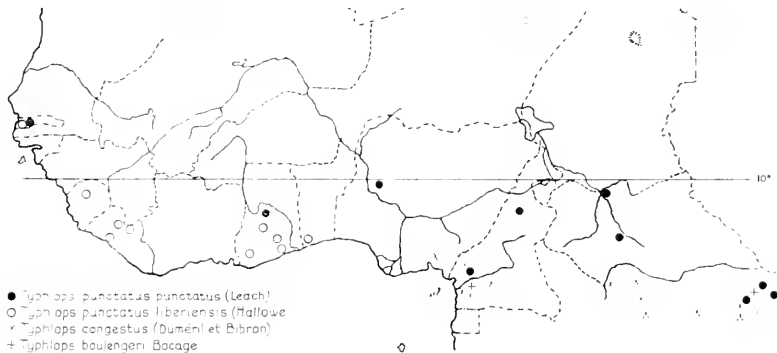 10°
Typhlops punctatus punctatus (Leach)
Typhlops punctatus liberiensis (Hallowe
Typhlops congestus (Duméril et Bibron)
Typhlops boulengeri Bocage